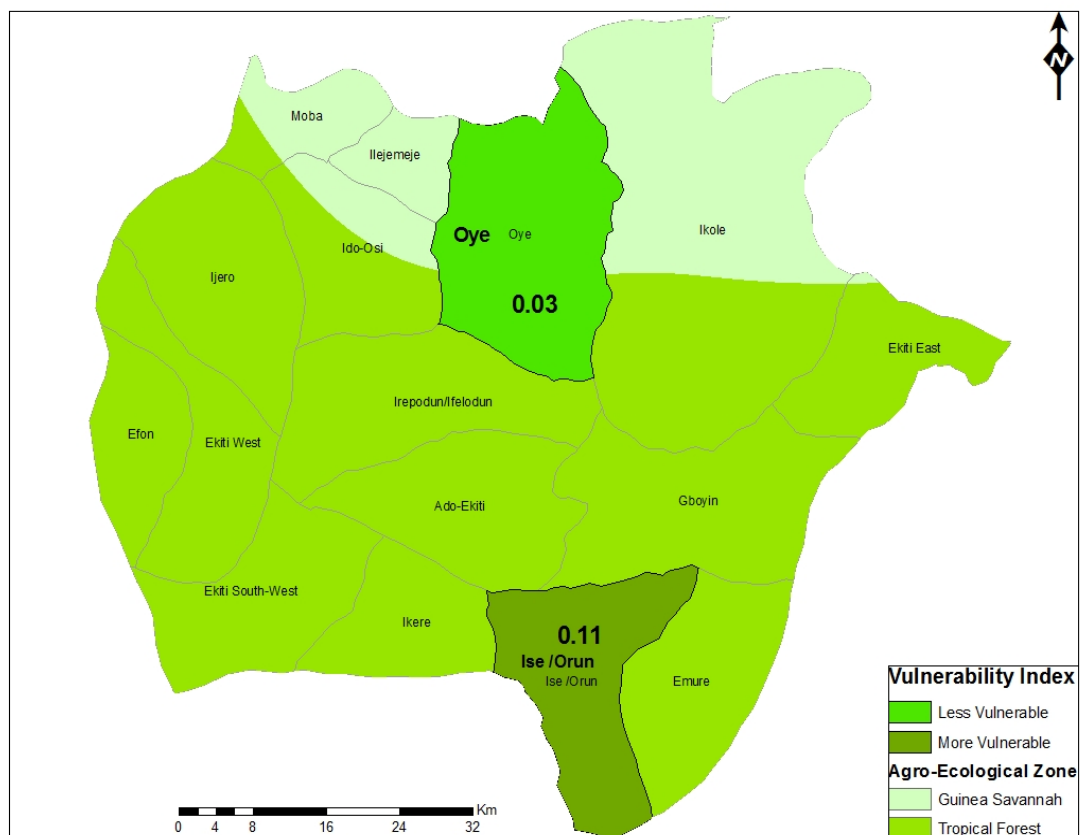 N
Moba
Ilejemeje
Oye Oye
Ikole
Ido-Osi
Ijero
0.03
Ekiti East
Irepodun/Ifelodun
Efon
Ekiti West
Ado-Ekiti
Gboyin
Ekiti South-West
Ikere
0.11
Ise /Orun
Ise /Orun
Emure
Vulnerability Index
Less Vulnerable
More Vulnerable
Agro-Ecological Zone
Guinea Savannah
Tropical Forest
Km
0 4 8 16 24 32